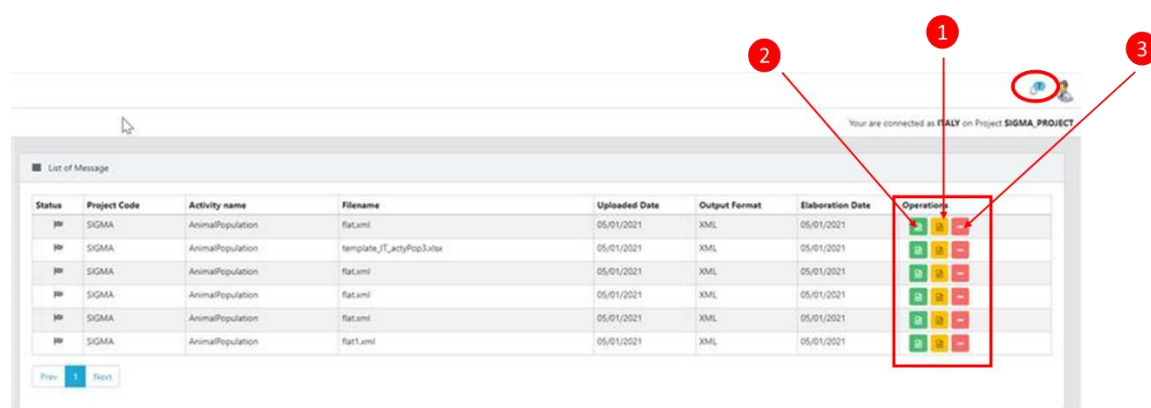 1
2
3
Your are connected as ITALY on Project SIGMA_PROJECT
List of Message
Status Project Code Activity name Filename Uploaded Date Output Format Elaboration Date Operations
SIGMA AnimalPopulation flat.xml 05/01/2021 XML 05/01/2021
SIGMA AnimalPopulation template_IT_actyPop3.xlsx 05/01/2021 XML 05/01/2021
SIGMA AnimalPopulation flat.xml 05/01/2021 XML 05/01/2021
SIGMA AnimalPopulation flat.xml 05/01/2021 XML 05/01/2021
SIGMA AnimalPopulation flat.xml 05/01/2021 XML 05/01/2021
SIGMA AnimalPopulation flat1.xml 05/01/2021 XML 05/01/2021
Prev 1 Next